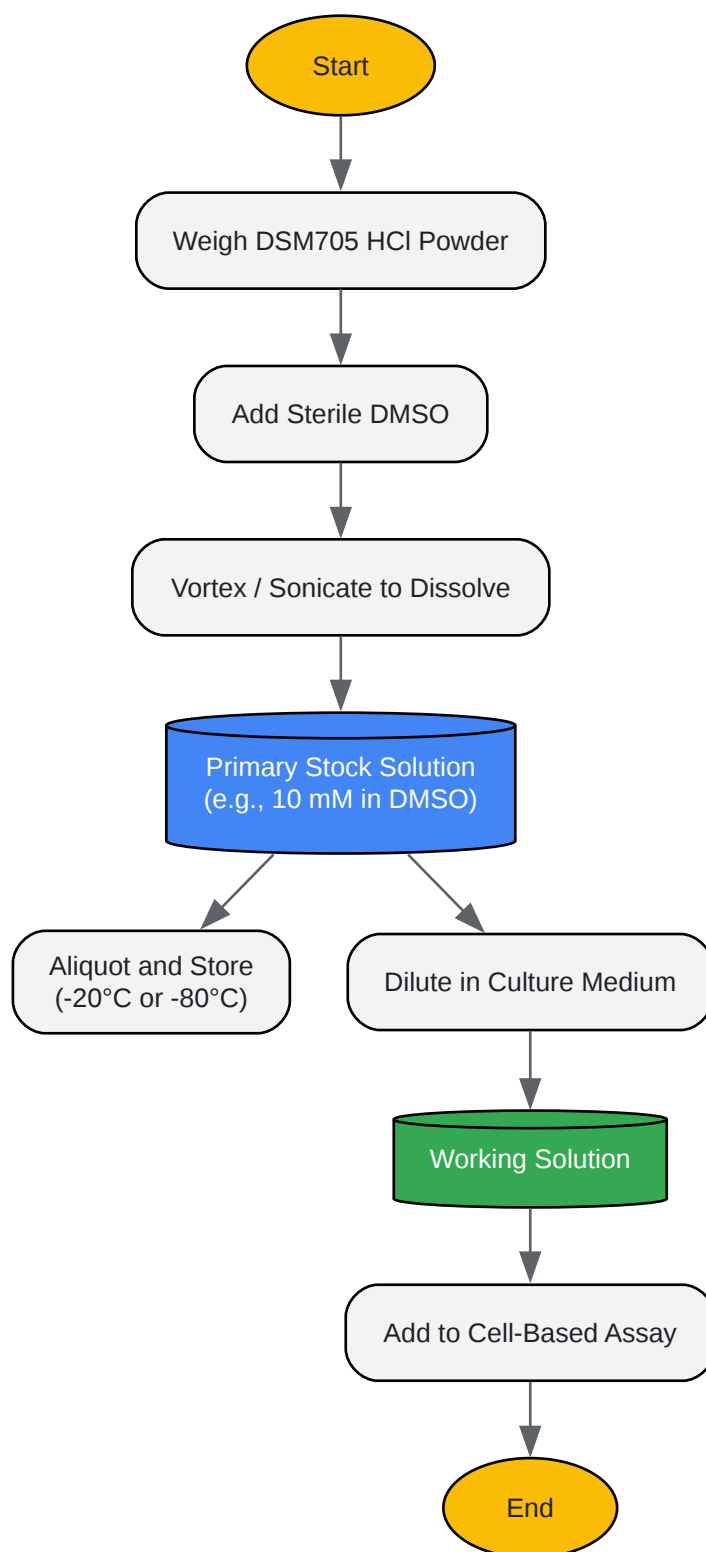 Start
Weigh DSM705 HCl Powder
Add Sterile DMSO
Vortex / Sonicate to Dissolve
Primary Stock Solution
(e.g., 10 mM in DMSO)
Aliquot and Store
(-20°C or -80°C)
Dilute in Culture Medium
Working Solution
Add to Cell-Based Assay
End